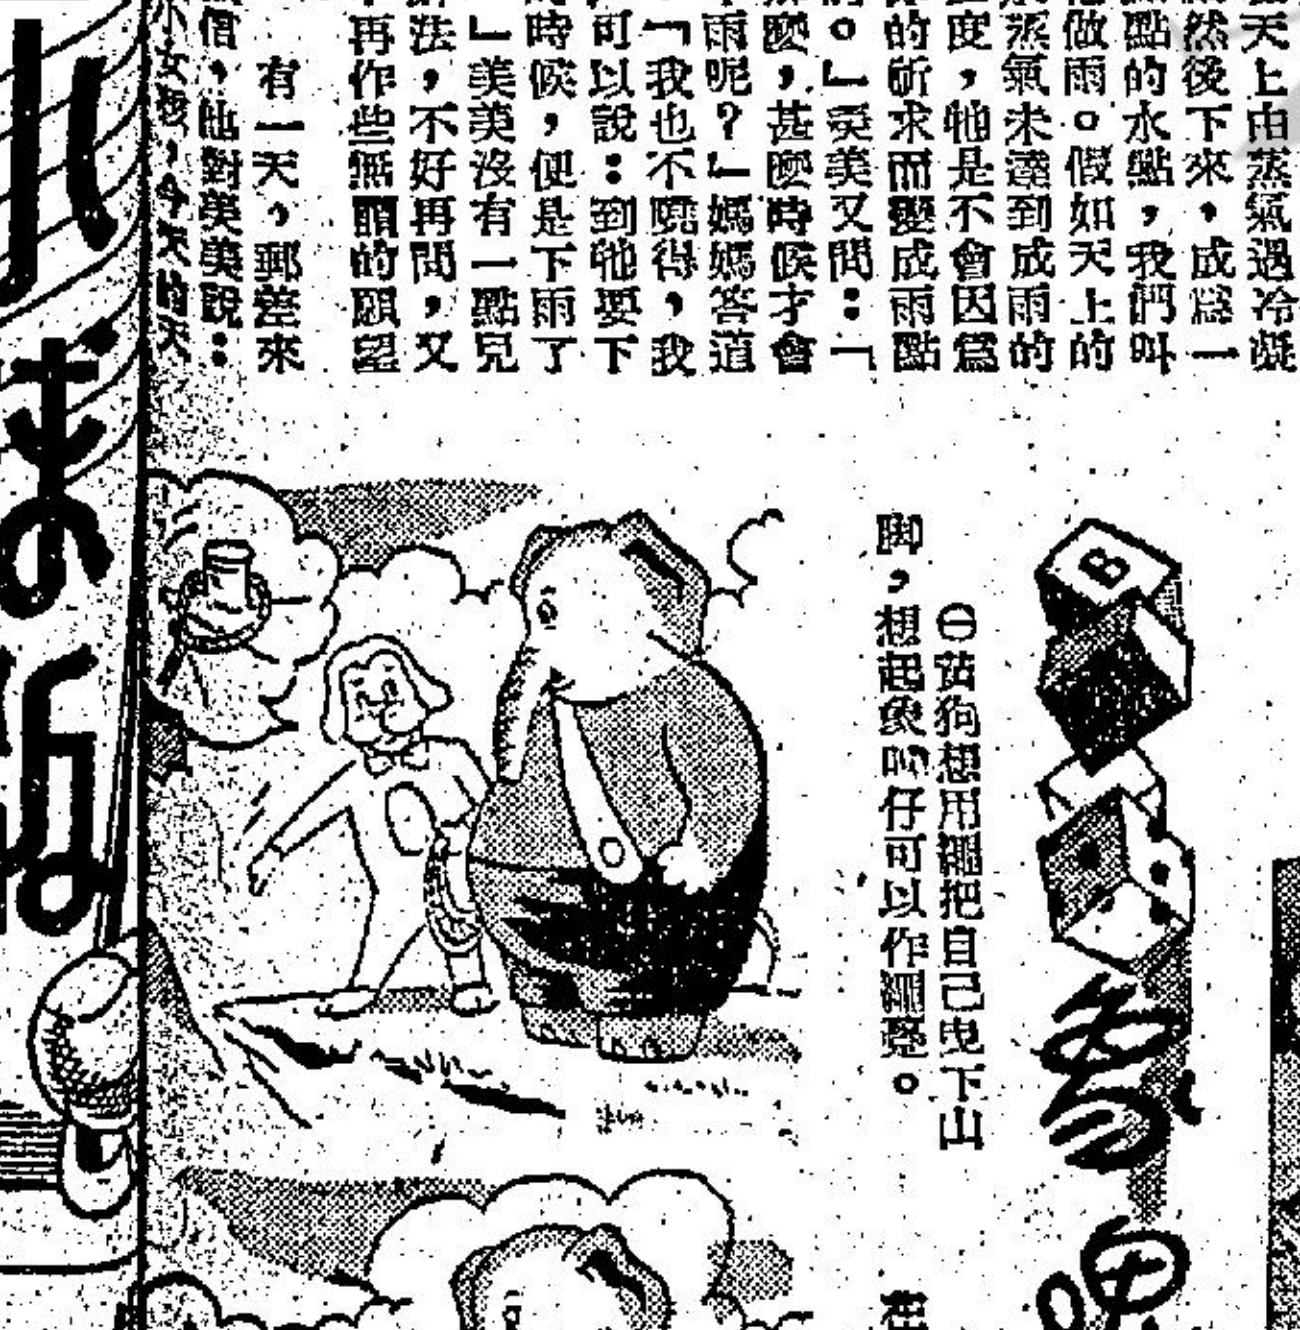 天上由蒸氣遇冷凝
然後下來，成為一
點的水點，我們叫
做雨。假如天上的
蒸氣未達到成雨的
度，牠是不會因為
的祈求而變成雨點
。」美美又問：「
麼，甚麼時候才會
雨呢？」媽媽答道
「我也不曉得，我
可以說：到牠要下
時候，便是下雨了
」美美沒有一點兒
法，不好再問，又
再作些無謂的願望
有一天，郵差來
信，他對美美說：
小女孩，今天的天
B
象
㊀黃狗想用繩把自己曳下山
脚，想起象叫仔可以作繩墜。